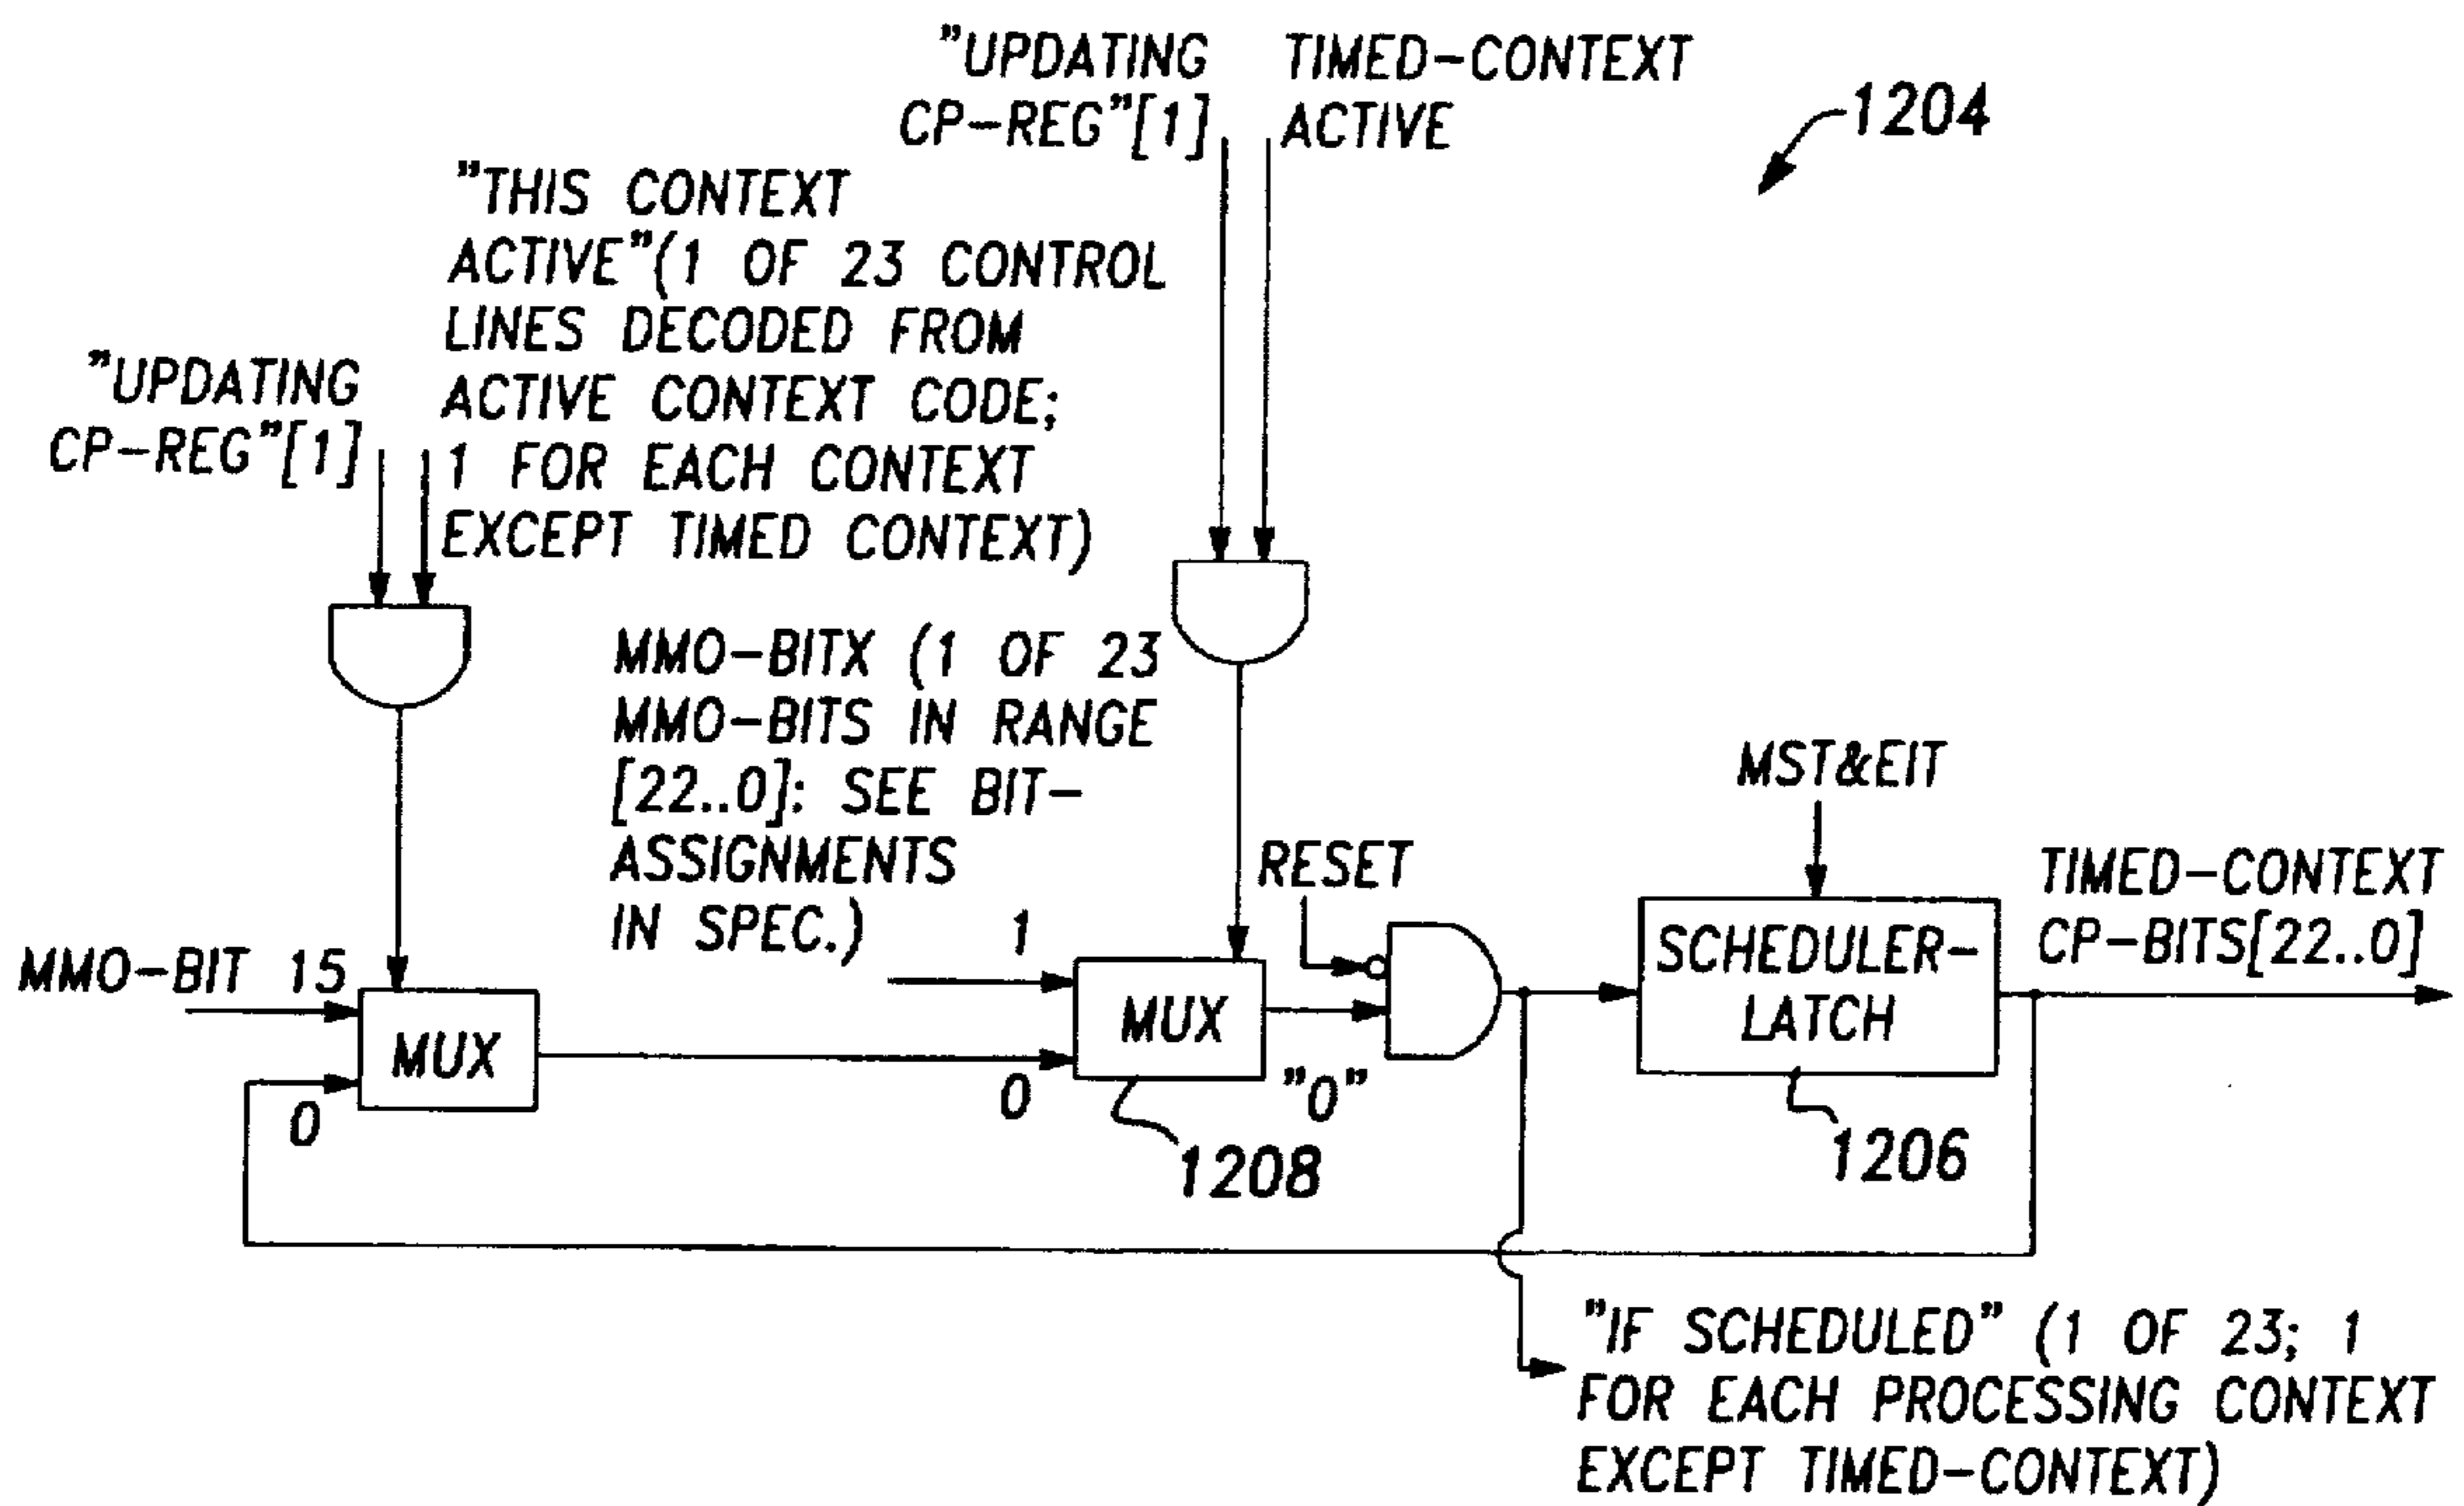 "UPDATING
CP-REG"[1]
TIMED-CONTEXT
ACTIVE
1204
"THIS CONTEXT
ACTIVE"(1 OF 23 CONTROL
LINES DECODED FROM
ACTIVE CONTEXT CODE;
1 FOR EACH CONTEXT
EXCEPT TIMED CONTEXT)
"UPDATING
CP-REG"[1]
MMO-BITX (1 OF 23
MMO-BITS IN RANGE
[22..0]: SEE BIT-
ASSIGNMENTS
IN SPEC.)
MST&EIT
RESET
TIMED-CONTEXT
CP-BITS[22..0]
MMO-BIT 15
MUX
0
1
MUX
0
"0"
1208
SCHEDULER-
LATCH
1206
"IF SCHEDULED" (1 OF 23; 1
FOR EACH PROCESSING CONTEXT
EXCEPT TIMED-CONTEXT)